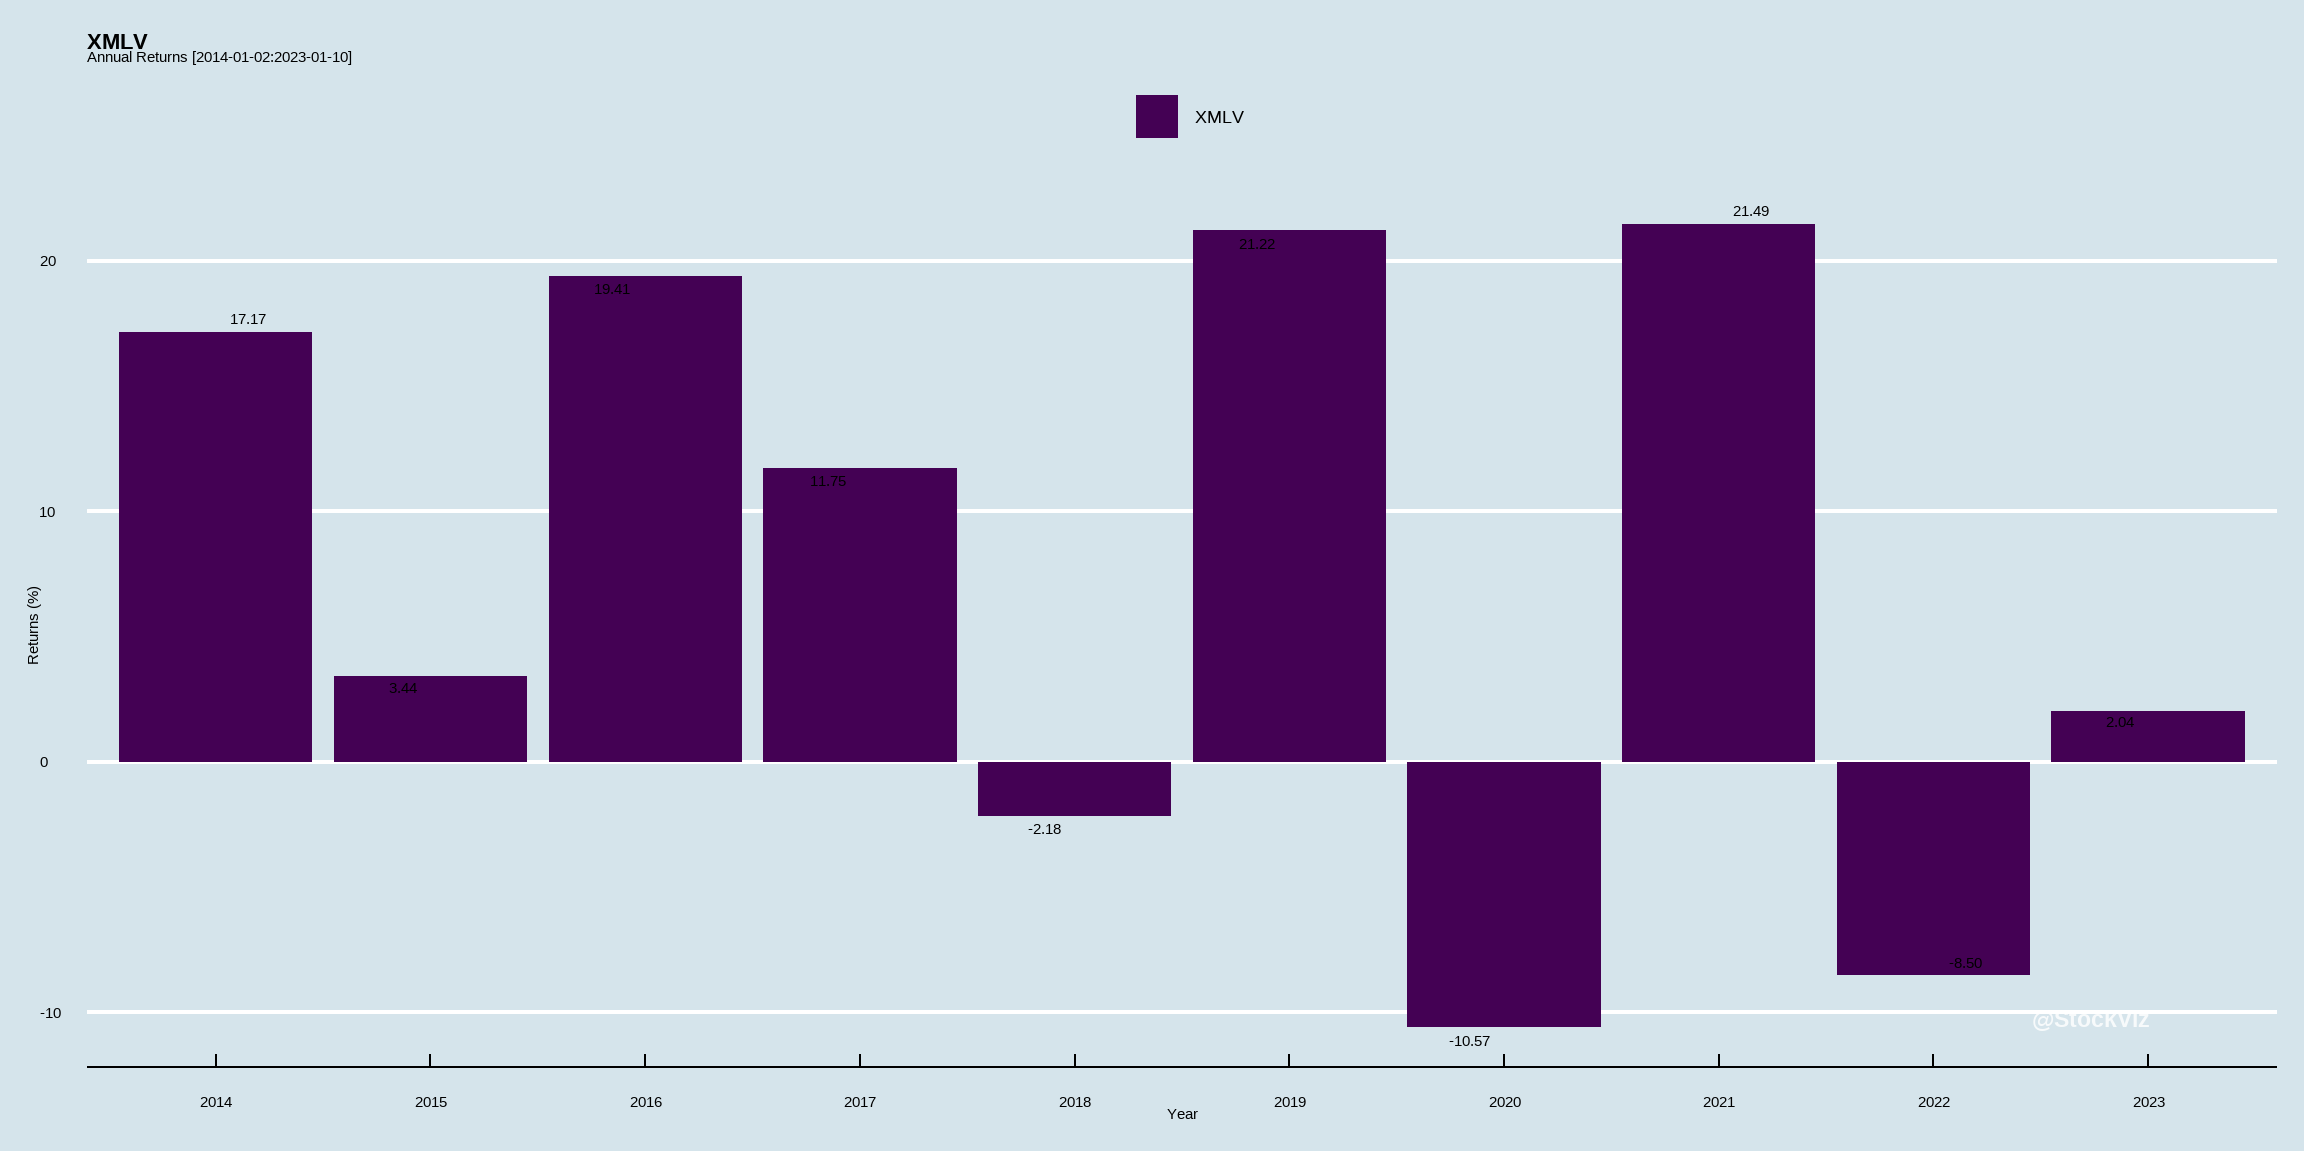 XMLV
Annual Returns [2014-01-02:2023-01-10]
XMLV
21.49
20
21.22
19.41
17.17
10
11.75
Returns (%)
3.44
2.04
0
-2.18
-8.50
-10
@StockViz
-10.57
2014 2015 2016 2017 2018 2019 2020 2021 2022 2023
Year